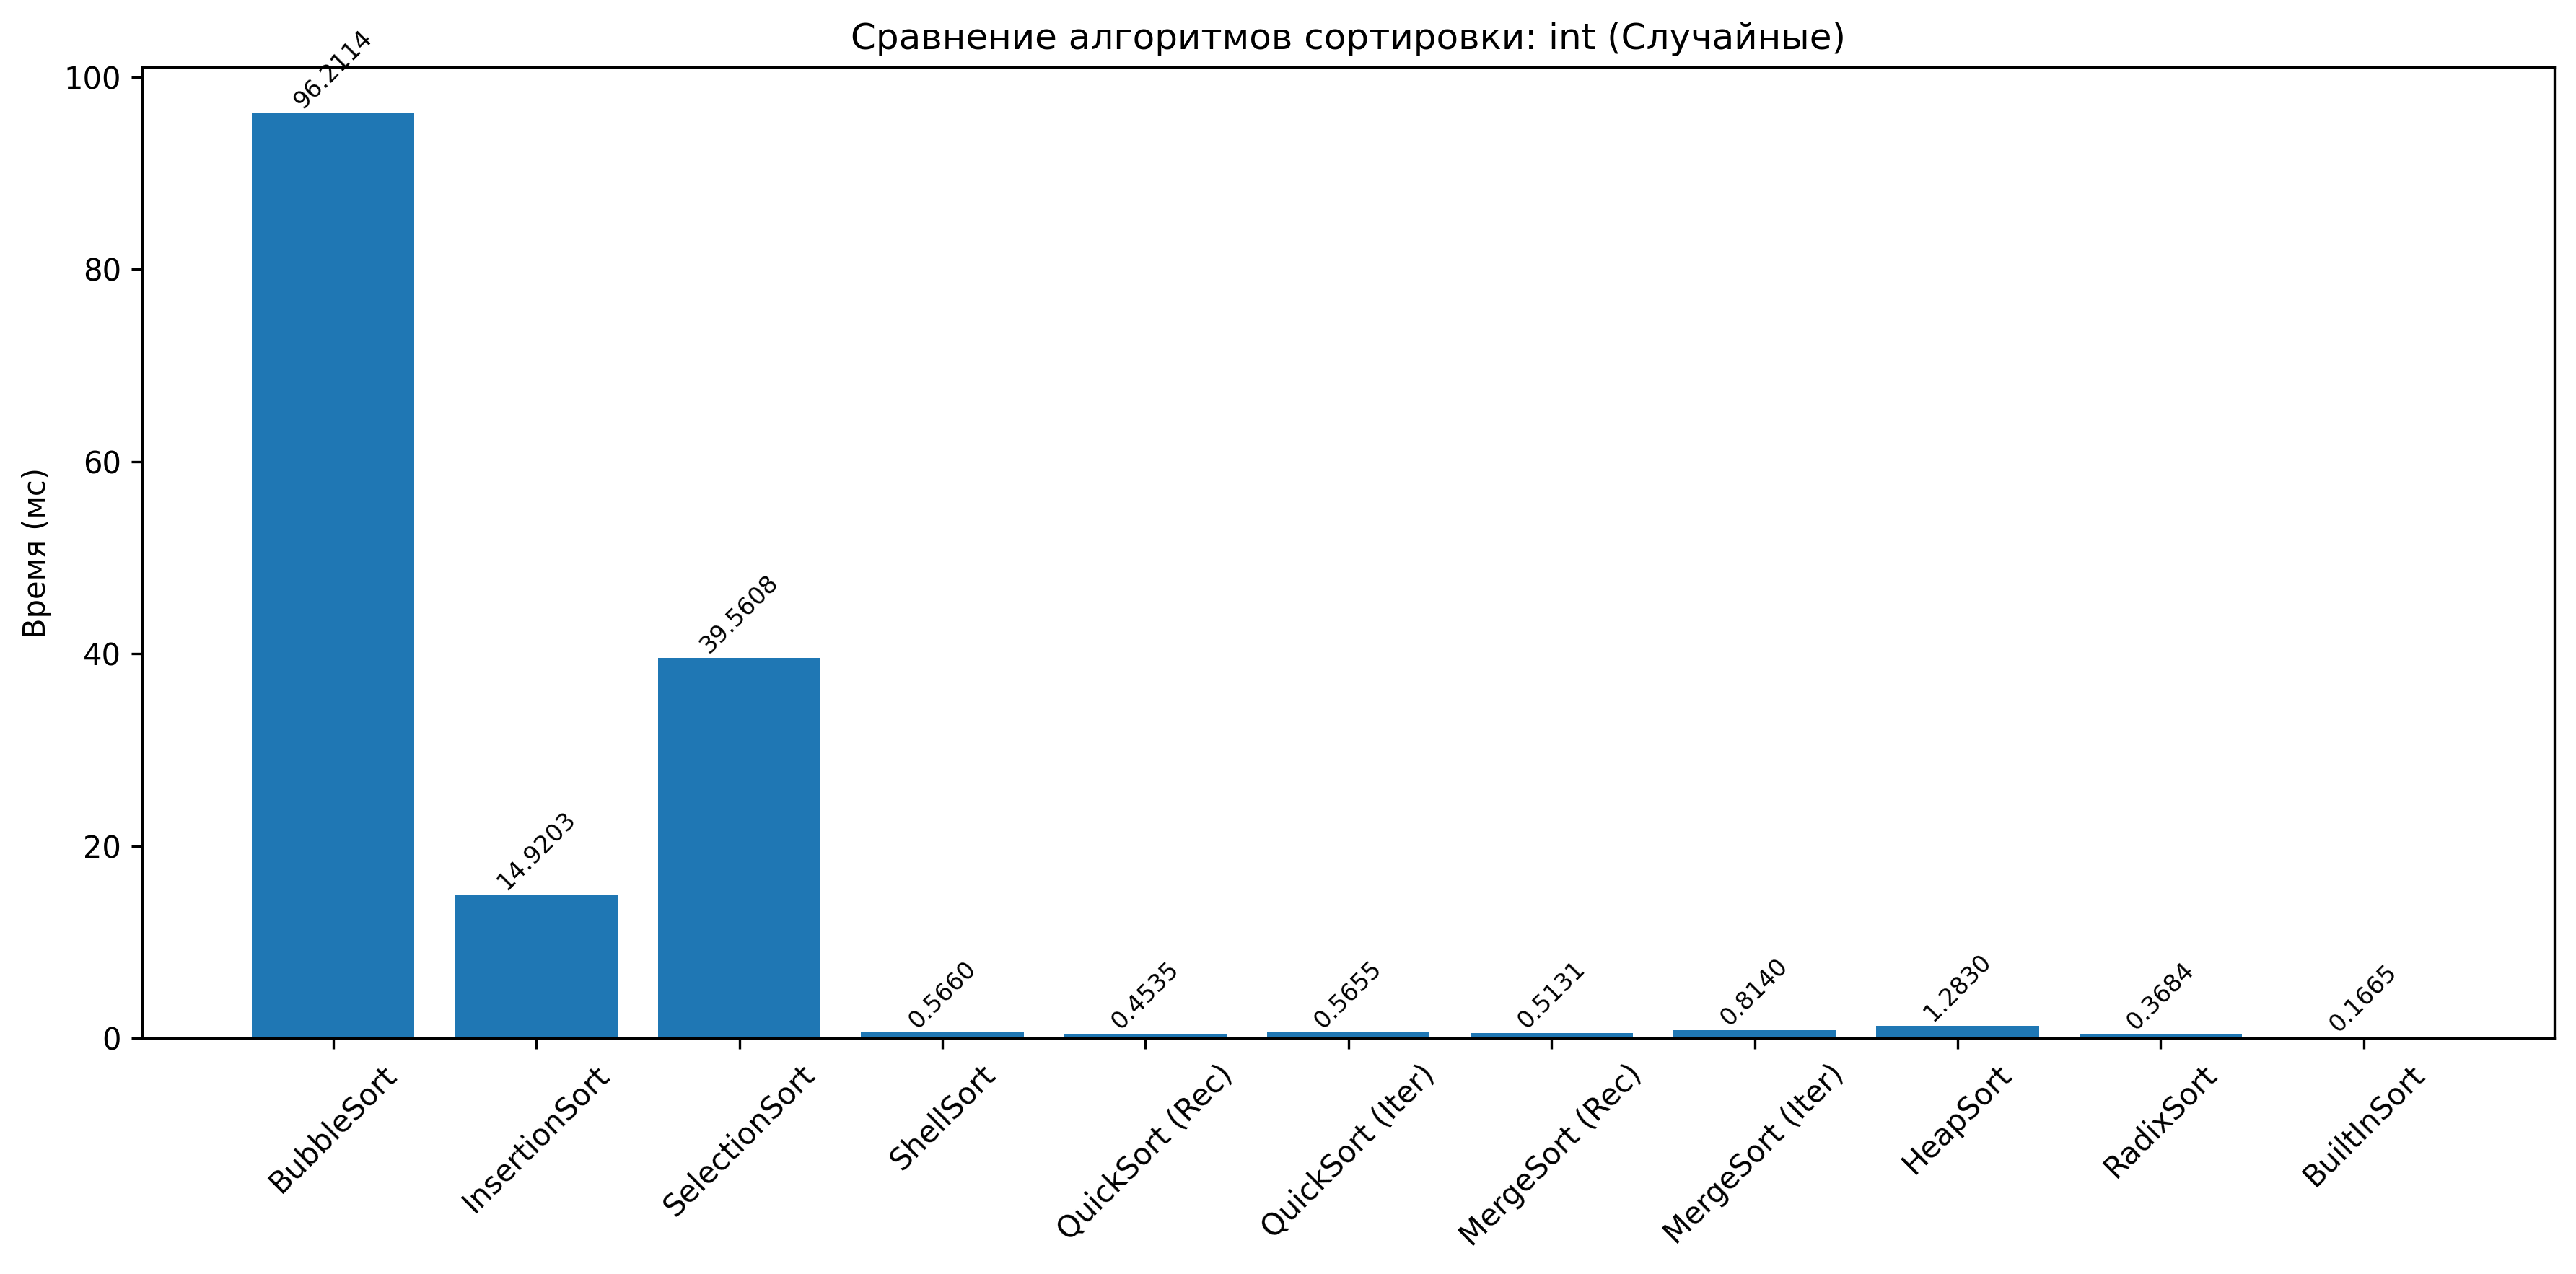 Сравнение алгоритмов сортировки: int (Случайные)
Время (мс)
100
80
60
40
20
0
96.2114
14.9203
39.5608
0.5660
0.4535
0.5655
0.5131
0.8140
1.2830
0.3684
0.1665
BubbleSort
InsertionSort
SelectionSort
ShellSort
QuickSort (Rec)
QuickSort (Iter)
MergeSort (Rec)
MergeSort (Iter)
HeapSort
RadixSort
BuiltInSort